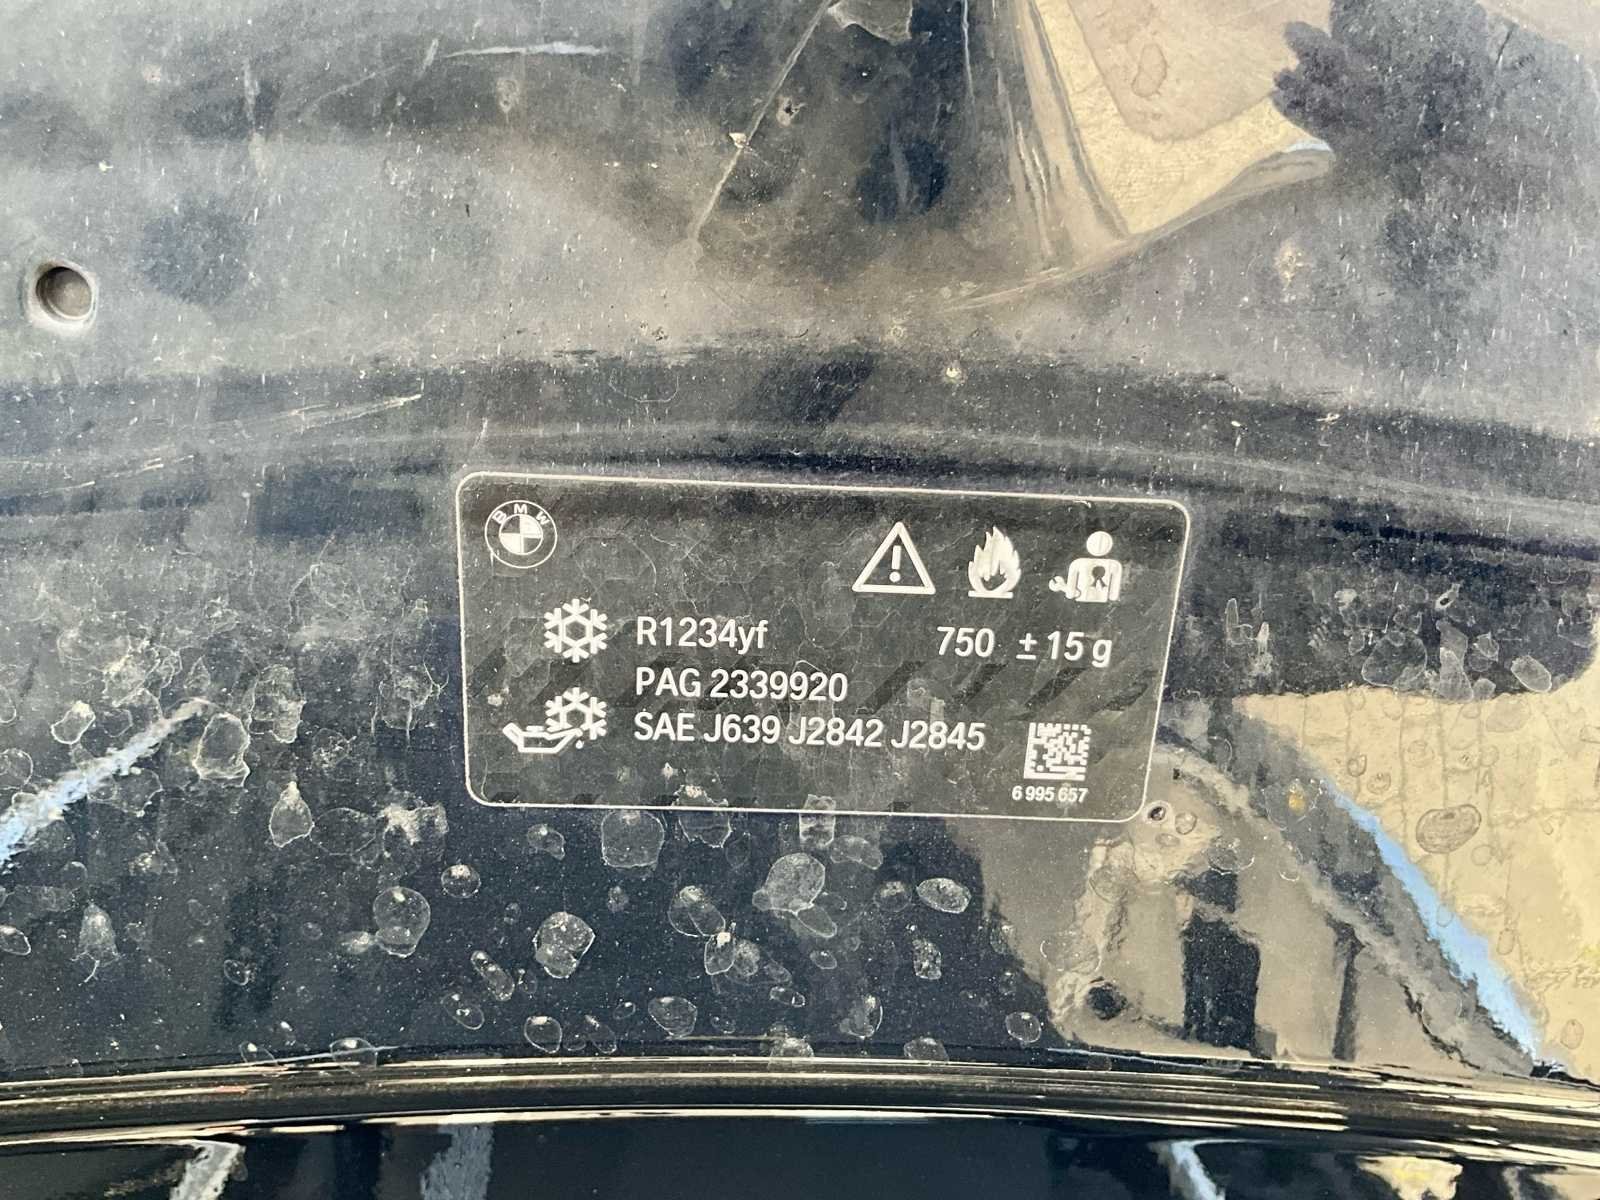 BMW
R1234yf 750 ± 15 g
PAG 2339920
SAE J639 J2842 J2845
6 995 657